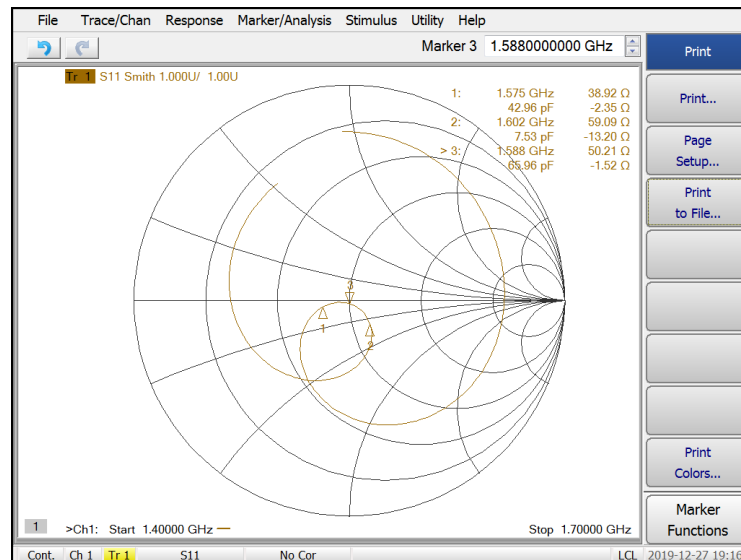 File Trace/Chan Response Marker/Analysis Stimulus Utility Help
Marker 3 1.5880000000 GHz
Print
Tr 1 S11 Smith 1.000U/ 1.00U
1: 1.575 GHz 38.92 Ω
42.96 pF -2.35 Ω
2: 1.602 GHz 59.09 Ω
7.53 pF -13.20 Ω
> 3: 1.588 GHz 50.21 Ω
65.96 pF -1.52 Ω
Print...
Page
Setup...
Print
to File...
3
1
2
Print
Colors...
Marker
Functions
1 >Ch1: Start 1.40000 GHz Stop 1.70000 GHz
Cont. Ch 1 Tr 1 S11 No Cor LCL 2019-12-27 19:16